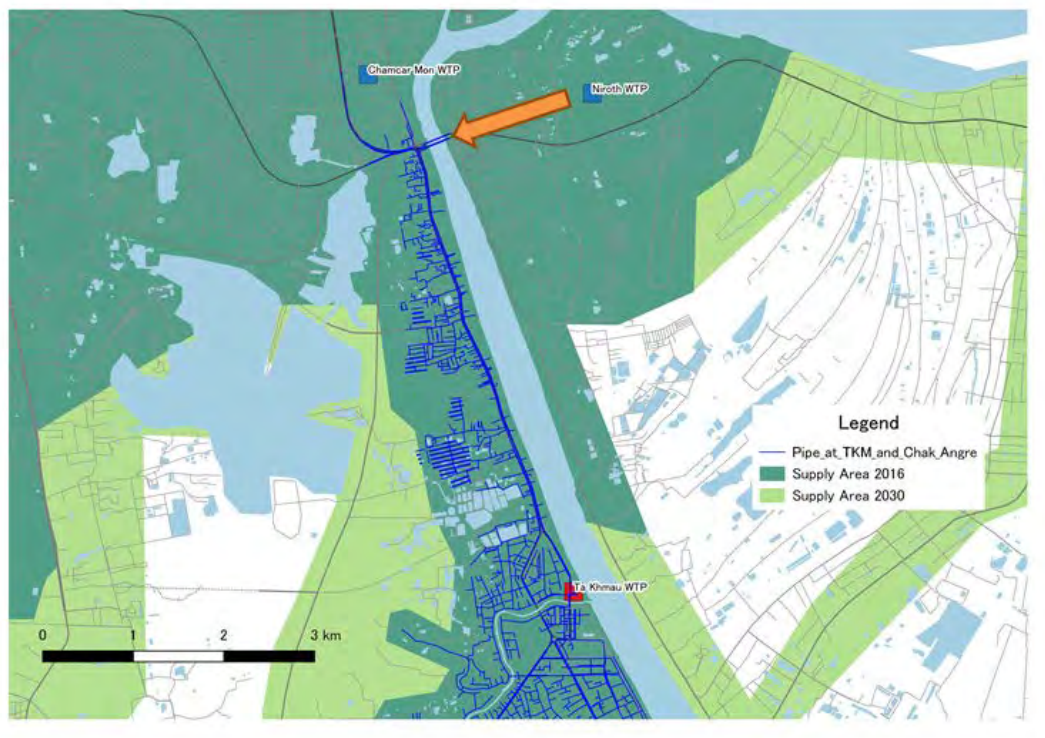 Chamcar Mon WTP
Niroth WTP
Legend
Pipe_at_TKM_and_Chak_Angre
Supply Area 2016
Supply Area 2030
Ta Khmau WTP
0 1 2 3 km